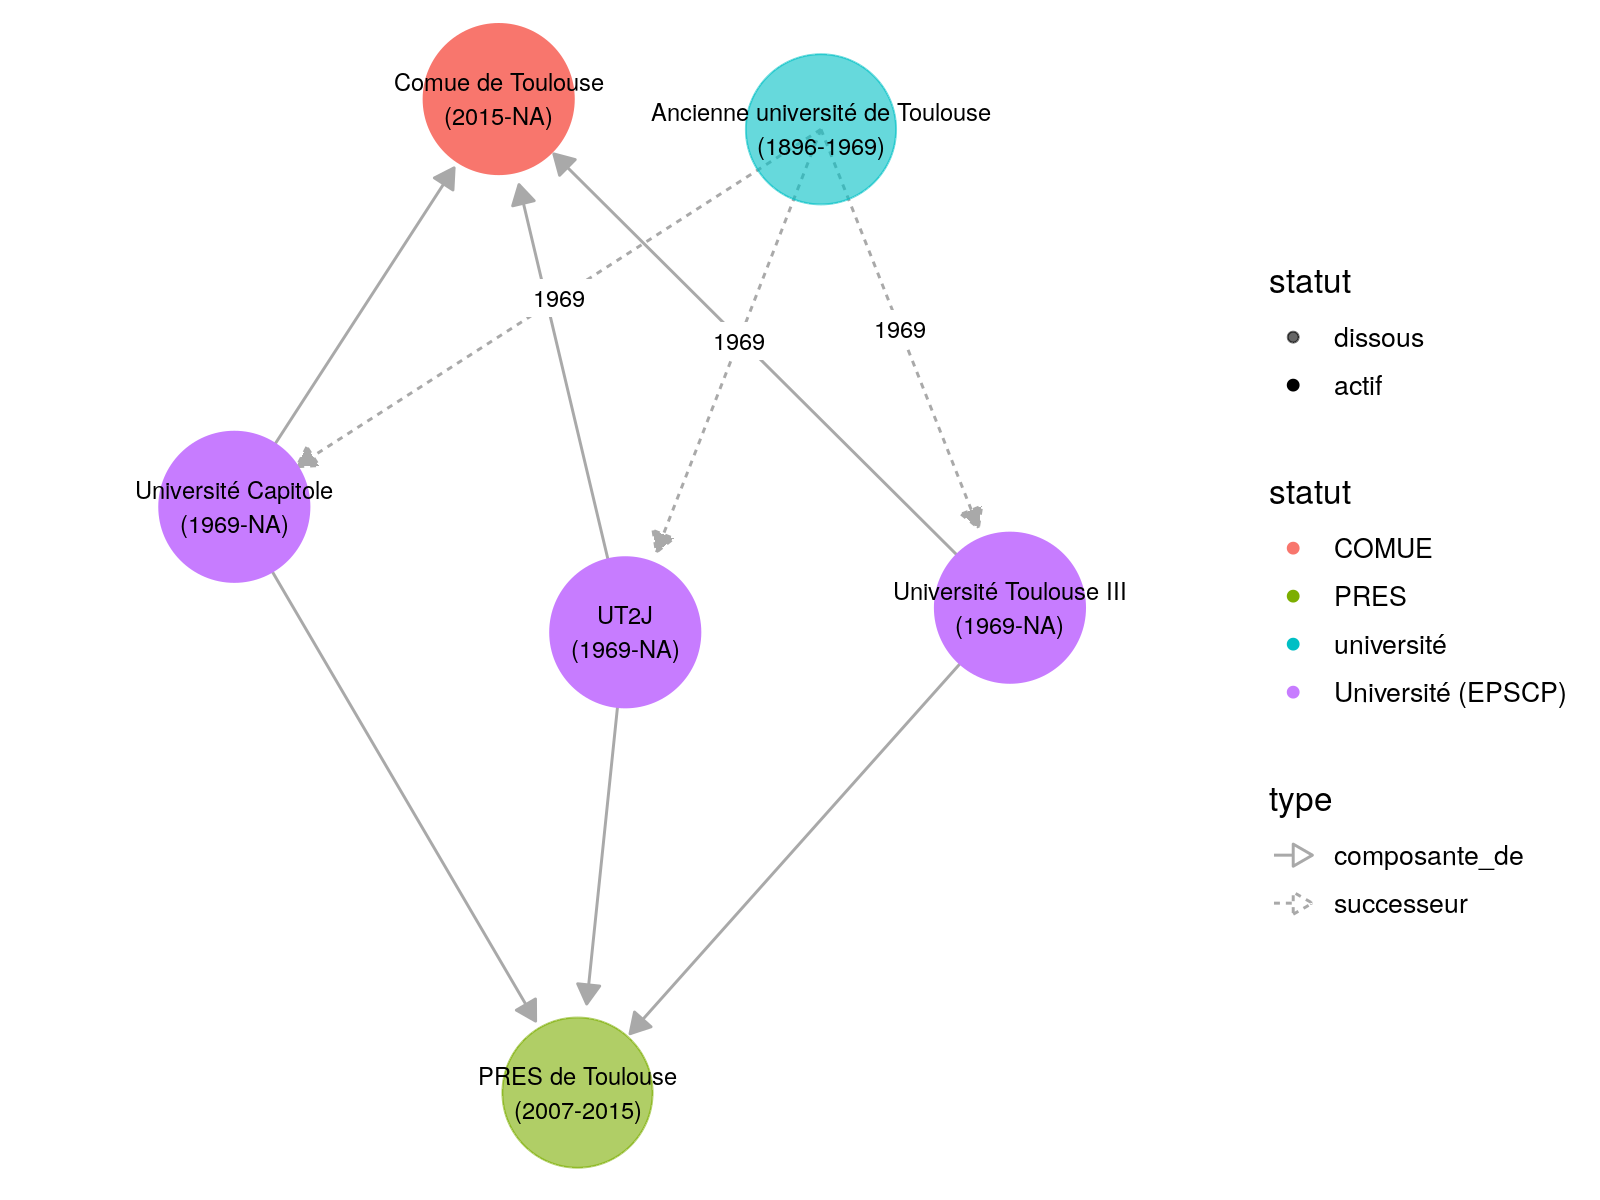 Comue de Toulouse
(2015-NA)
Ancienne université de Toulouse
(1896-1969)
1969
1969
1969
Université Capitole
(1969-NA)
UT2J
(1969-NA)
Université Toulouse III
(1969-NA)
PRES de Toulouse
(2007-2015)
statut
dissous
actif
statut
COMUE
PRES
université
Université (EPSCP)
type
composante_de
successeur